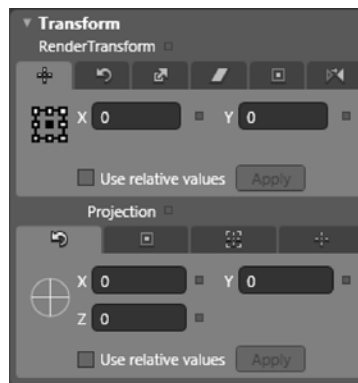 Transform
RenderTransform
X 0 Y 0
Use relative values Apply
Projection
X 0 Y 0
Z 0
Use relative values Apply